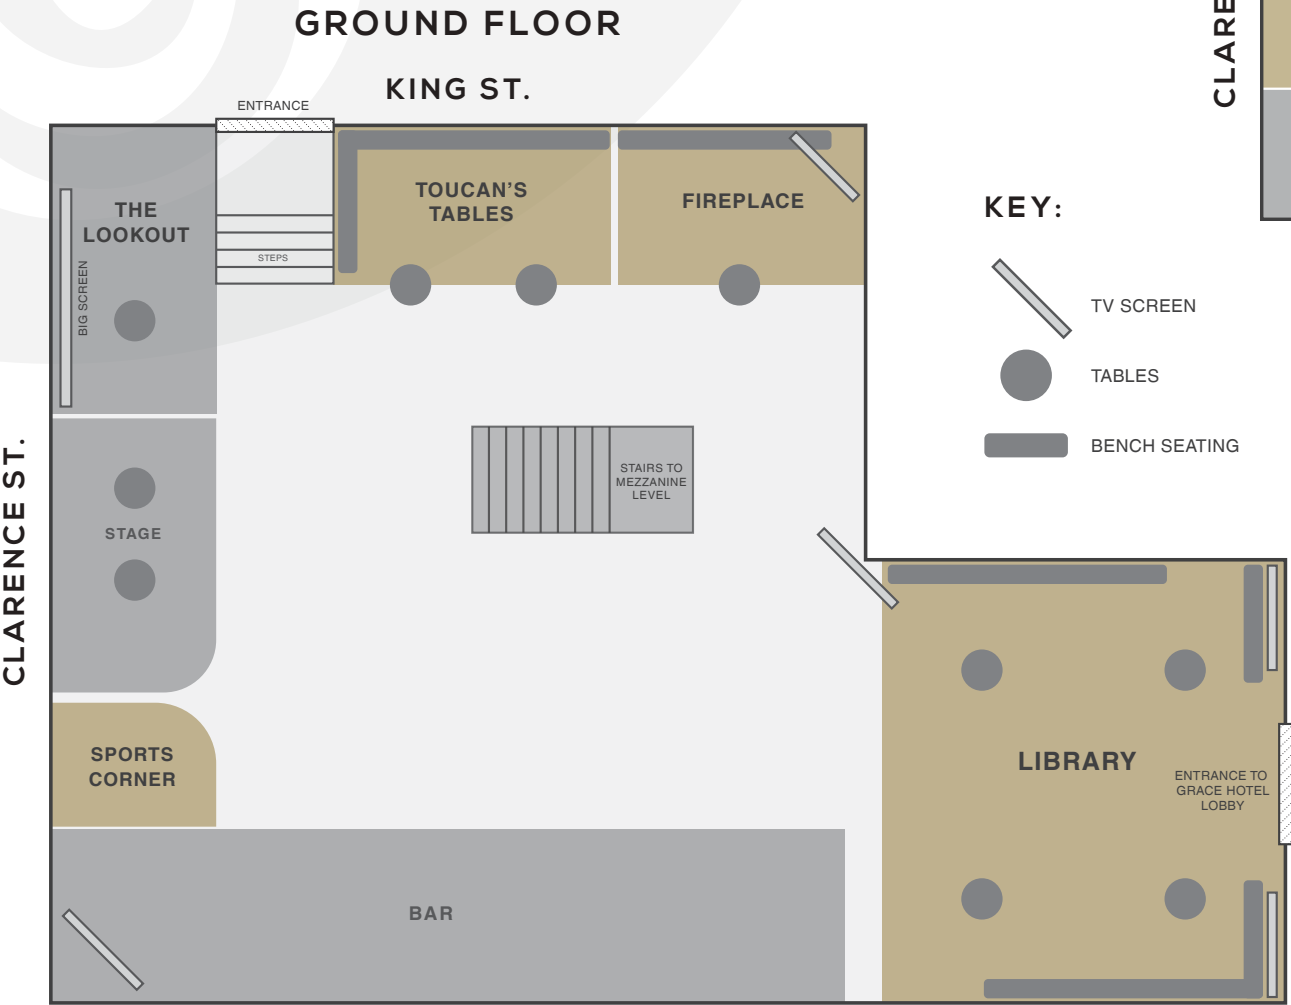 GROUND FLOOR
KING ST.
ENTRANCE
CLARE
THE
LOOKOUT
BIG SCREEN
STEPS
TOUCAN'S
TABLES
FIREPLACE
KEY:
TV SCREEN
TABLES
BENCH SEATING
CLARENCE ST.
STAGE
STAIRS TO
MEZZANINE
LEVEL
SPORTS
CORNER
LIBRARY
ENTRANCE TO
GRACE HOTEL
LOBBY
BAR